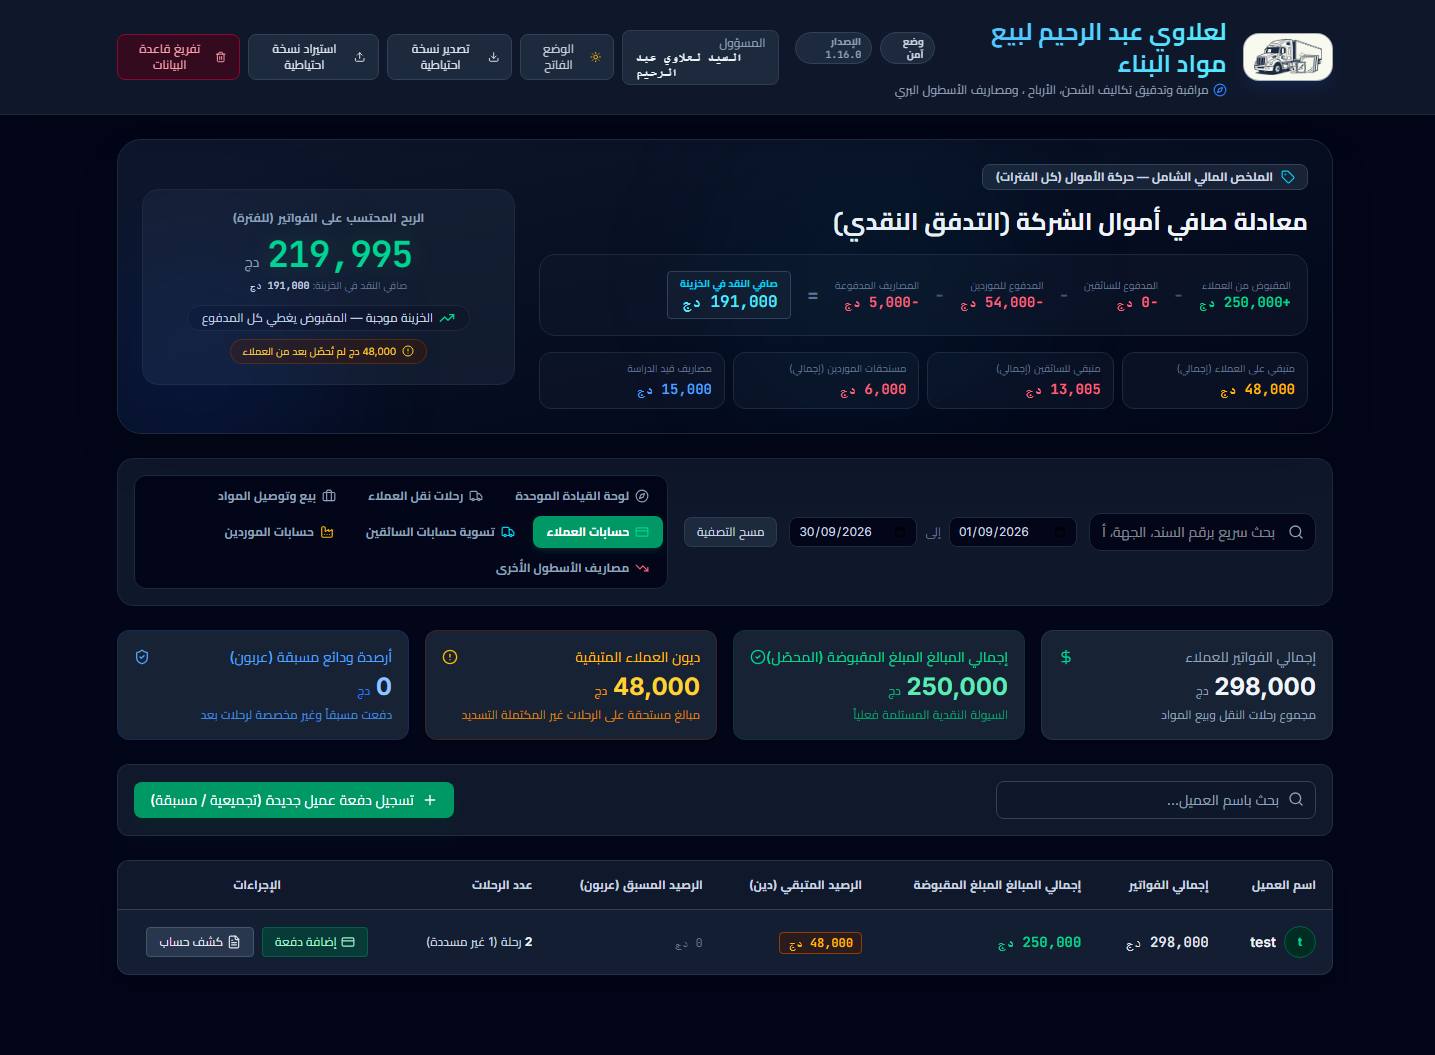 لعلاوي عبد الرحيم لبيع
مواد البناء
مراقبة وتدقيق تكاليف الشحن، الأرباح ، ومصاريف الأسطول البري
وضع
آمن
الإصدار
1.16.0
المسؤول
السيد لعلاوي عبد
الرحيم
الوضع
الفاتح
تصدير نسخة
احتياطية
استيراد نسخة
احتياطية
تفريغ قاعدة
البيانات
الملخص المالي الشامل — حركة الأموال (كل الفترات)
معادلة صافي أموال الشركة (التدفق النقدي)
المقبوض من العملاء
+250,000 دج
-
المدفوع للسائقين
-0 دج
-
المدفوع للموردين
-54,000 دج
-
المصاريف المدفوعة
-5,000 دج
=
صافي النقد في الخزينة
191,000 دج
متبقي على العملاء (إجمالي)
48,000 دج
متبقي للسائقين (إجمالي)
13,005 دج
مستحقات الموردين (إجمالي)
6,000 دج
مصاريف قيد الدراسة
15,000 دج
الربح المحتسب على الفواتير (للفترة)
219,995 دج
صافي النقد في الخزينة: 191,000 دج
الخزينة موجبة — المقبوض يغطي كل المدفوع
48,000 دج لم تُحصّل بعد من العملاء
بحث سريع برقم السند، الجهة، أ
01/09/2026
إلى
30/09/2026
مسح التصفية
لوحة القيادة الموحدة
رحلات نقل العملاء
بيع وتوصيل المواد
حسابات العملاء
تسوية حسابات السائقين
حسابات الموردين
مصاريف الأسطول الأخرى
إجمالي الفواتير للعملاء
298,000 دج
مجموع رحلات النقل وبيع المواد
إجمالي المبالغ المبلغ المقبوضة (المحصّل)
250,000 دج
السيولة النقدية المستلمة فعلياً
ديون العملاء المتبقية
48,000 دج
مبالغ مستحقة على الرحلات غير المكتملة التسديد
أرصدة ودائع مسبقة (عربون)
0 دج
دفعت مسبقاً وغير مخصصة لرحلات بعد
بحث باسم العميل...
تسجيل دفعة عميل جديدة (تجميعية / مسبقة)
اسم العميل
إجمالي الفواتير
إجمالي المبالغ المبلغ المقبوضة
الرصيد المتبقي (دين)
الرصيد المسبق (عربون)
عدد الرحلات
الإجراءات
t
test
298,000 دج
250,000 دج
48,000 دج
0 دج
2 رحلة (1 غير مسددة)
إضافة دفعة
كشف حساب